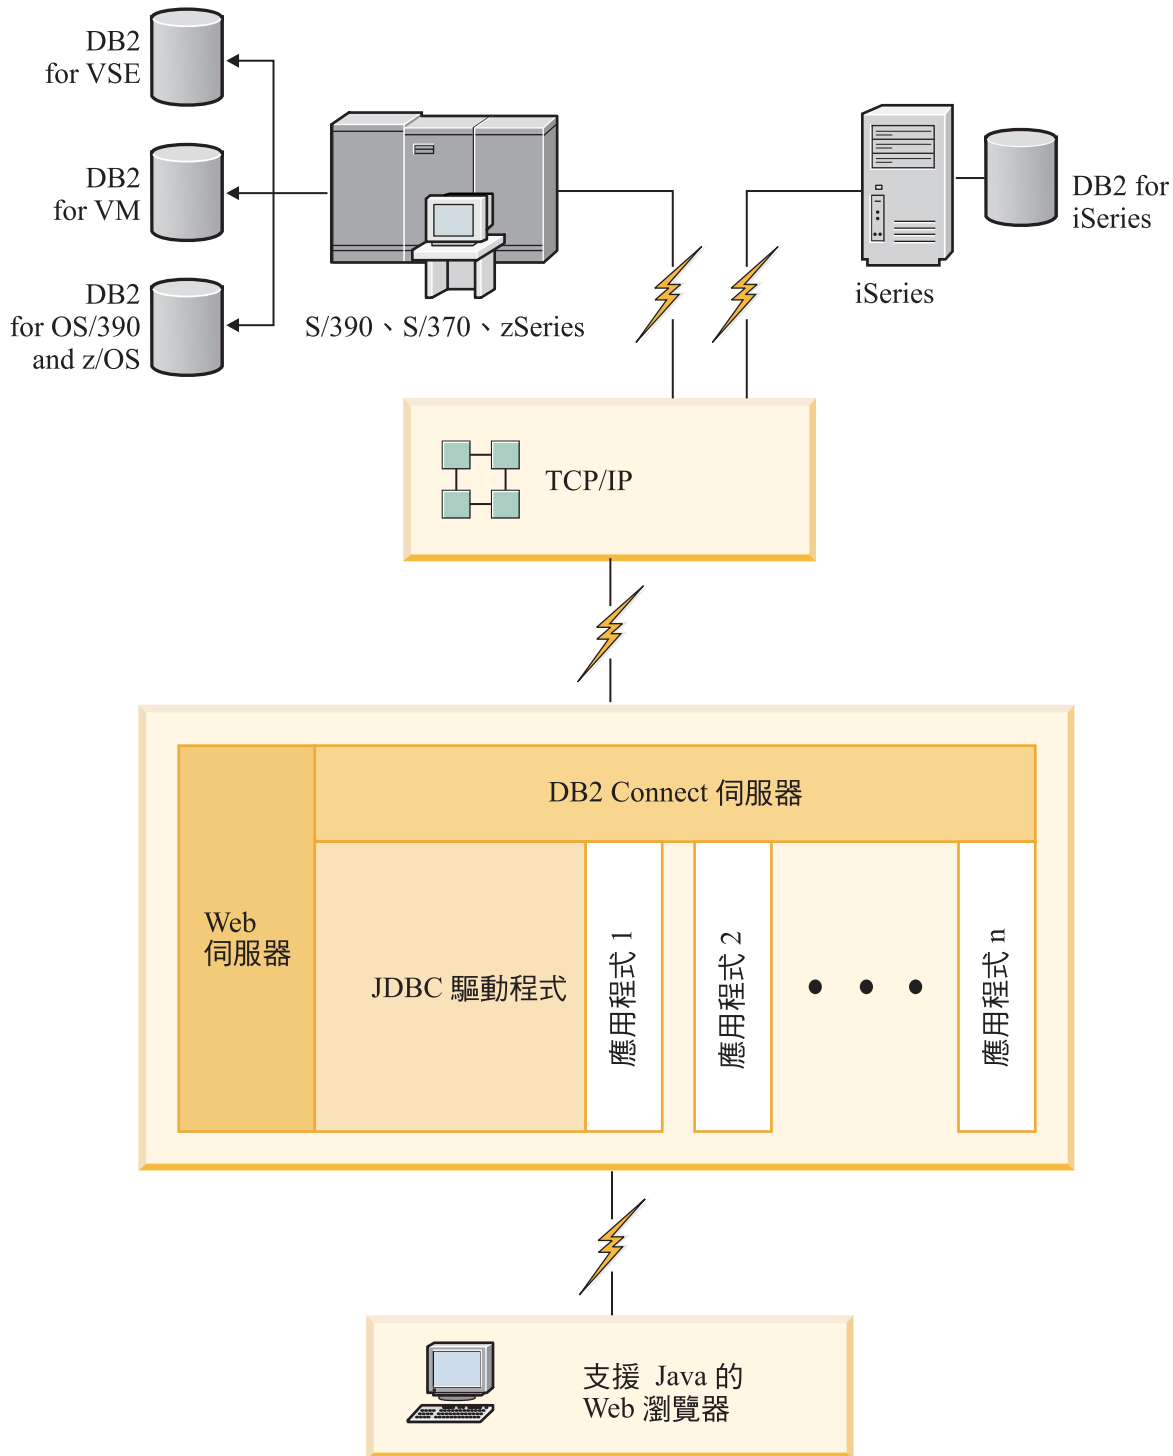 DB2
for VSE
DB2
for VM
DB2
for OS/390
and z/OS
S/390、S/370、zSeries
iSeries
DB2 for
iSeries
TCP/IP
DB2 Connect 伺服器
Web
伺服器
JDBC 驅動程式
應用程式 1
應用程式 2
應用程式 n
支援 Java 的
Web 瀏覽器